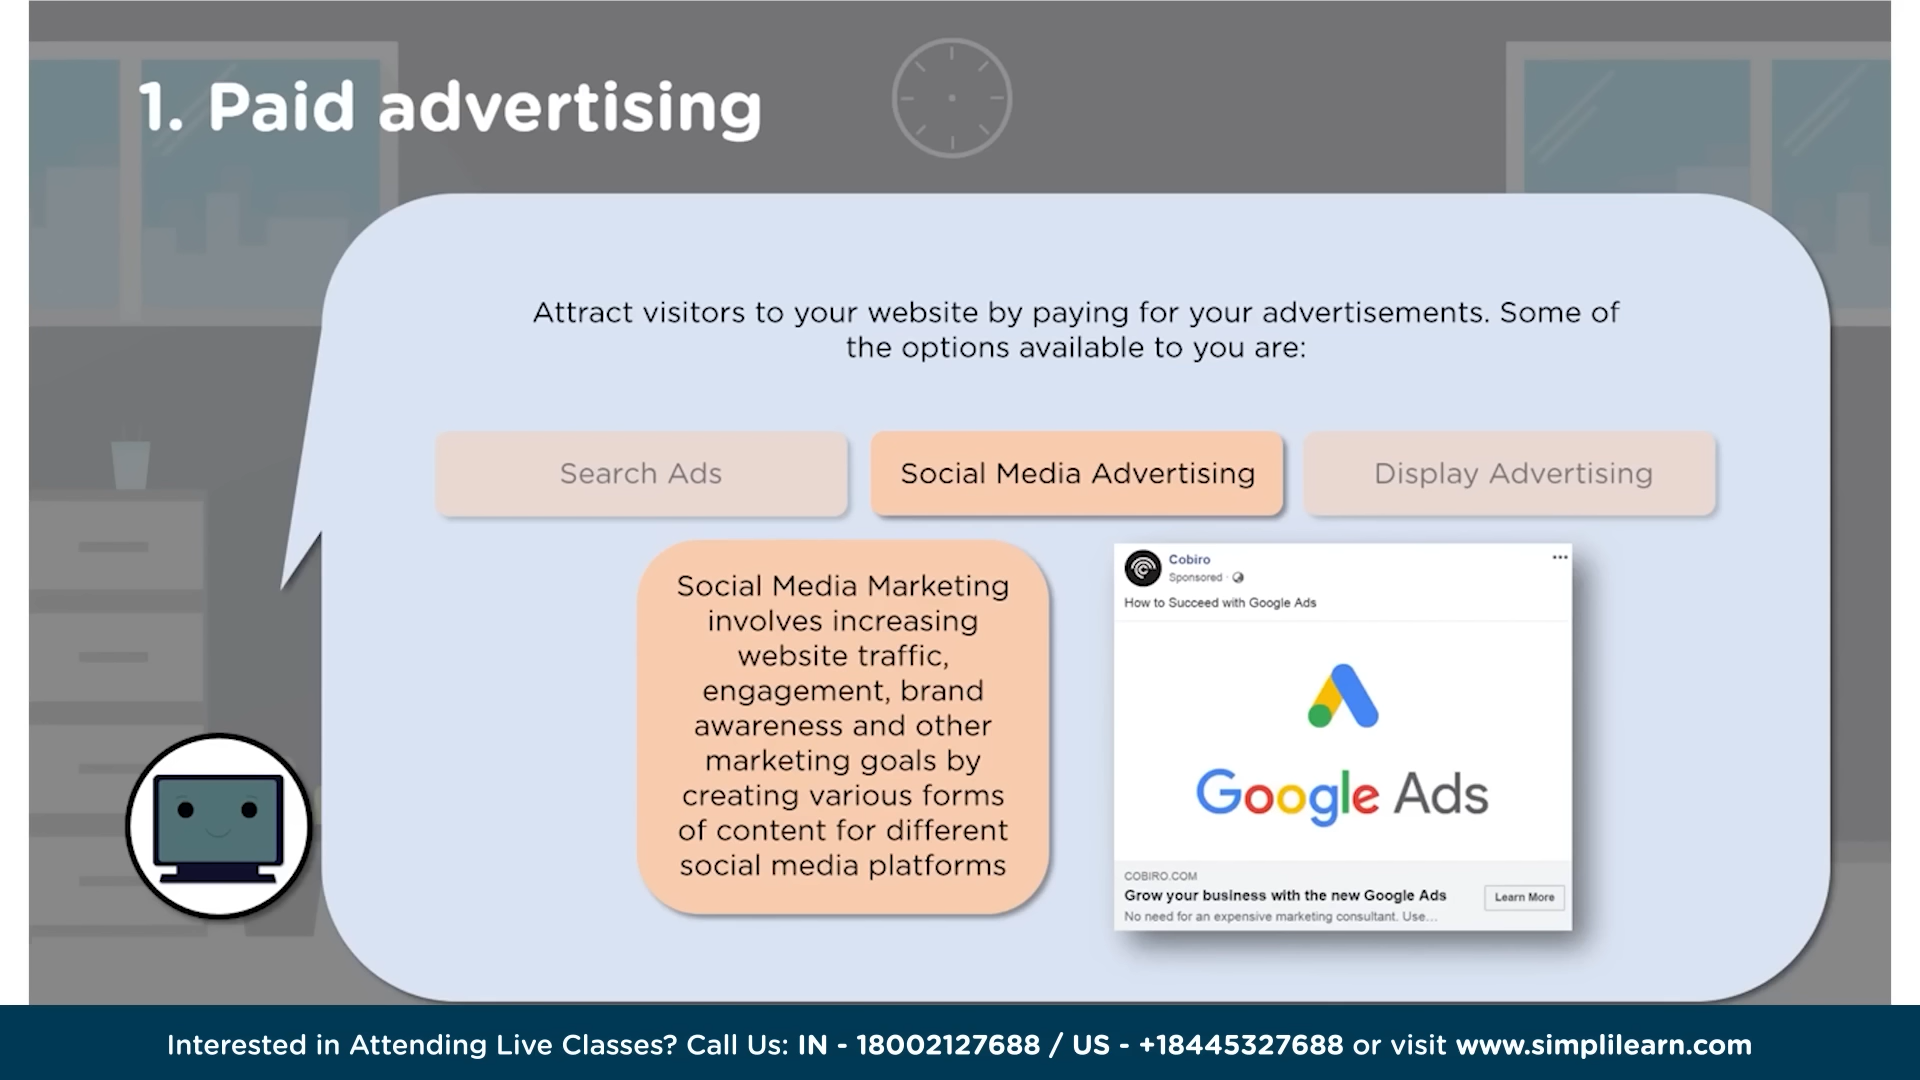 1. Paid advertising
Attract visitors to your website by paying for your advertisements. Some of
the options available to you are:
Search Ads
Social Media Advertising
Display Advertising
Social Media Marketing
involves increasing
website traffic,
engagement, brand
awareness and other
marketing goals by
creating various forms
of content for different
social media platforms
Cobiro
Sponsored ·
How to Succeed with Google Ads
Google Ads
COBIRO.COM
Grow your business with the new Google Ads
No need for an expensive marketing consultant. Use...
Learn More
Interested in Attending Live Classes? Call Us: IN - 18002127688 / US - +18445327688 or visit www.simplilearn.com